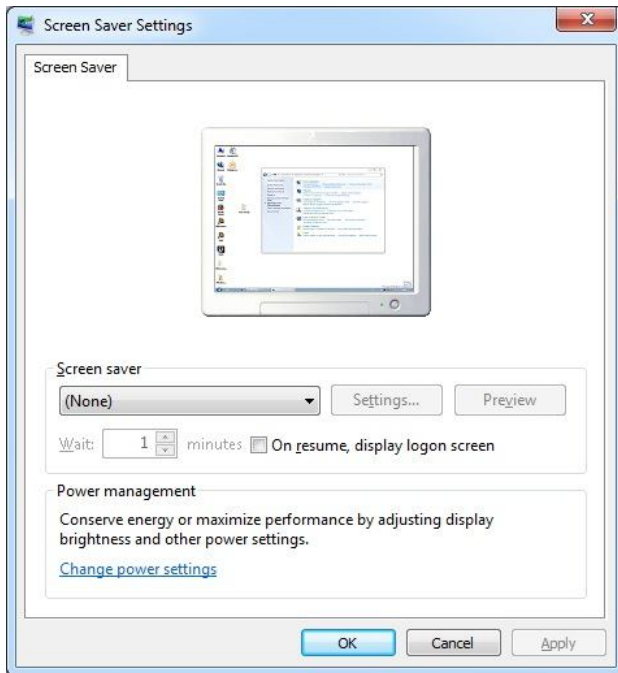 Screen Saver Settings
Screen Saver
Screen saver
(None)
Settings...
Preview
Wait:
1
minutes
On resume, display logon screen
Power management
Conserve energy or maximize performance by adjusting display
brightness and other power settings.
Change power settings
OK
Cancel
Apply